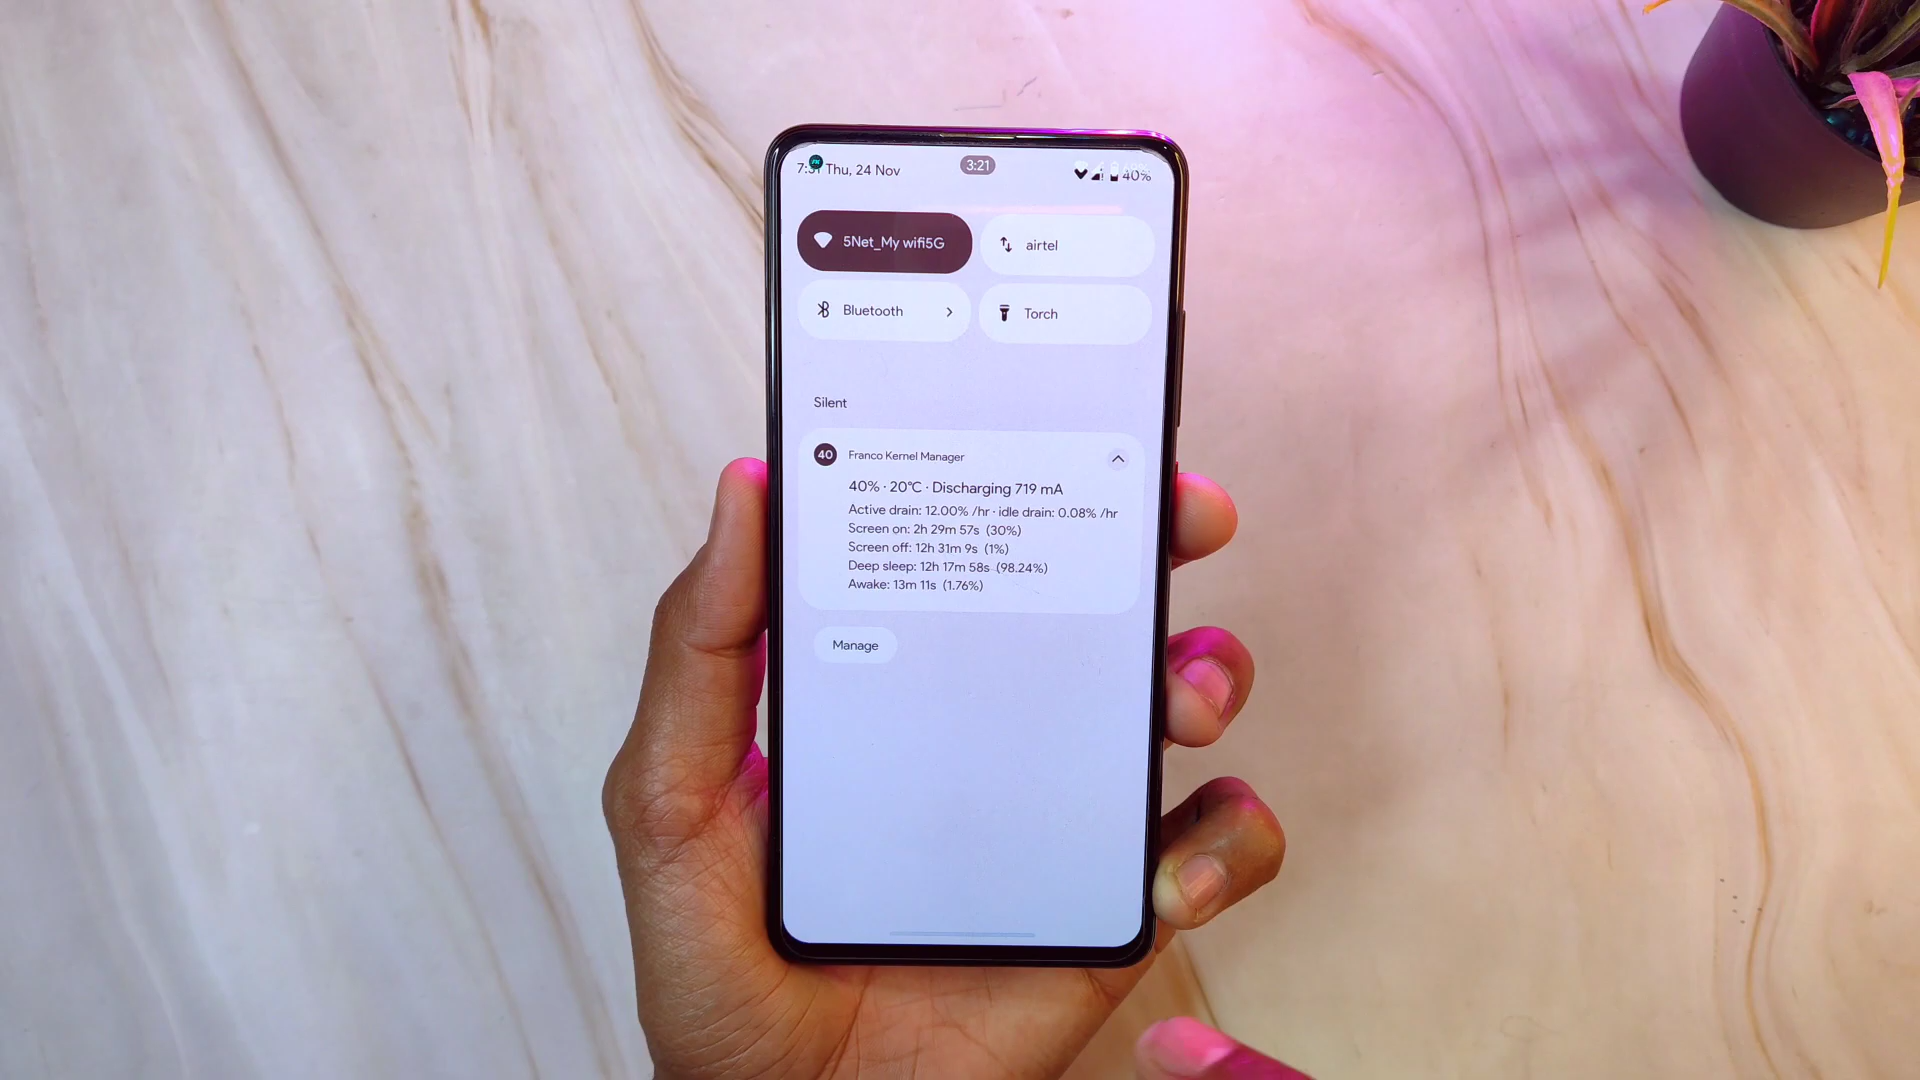 Thu, 24 Nov
3:21
40%
5Net_My wifi5G
airtel
Bluetooth
Torch
Silent
40 Franco Kernel Manager
40% · 20°C · Discharging 719 mA
Active drain: 12.00% /hr · idle drain: 0.08% /hr
Screen on: 2h 29m 57s (30%)
Screen off: 12h 31m 9s (1%)
Deep sleep: 12h 17m 58s (98.24%)
Awake: 13m 11s (1.76%)
Manage